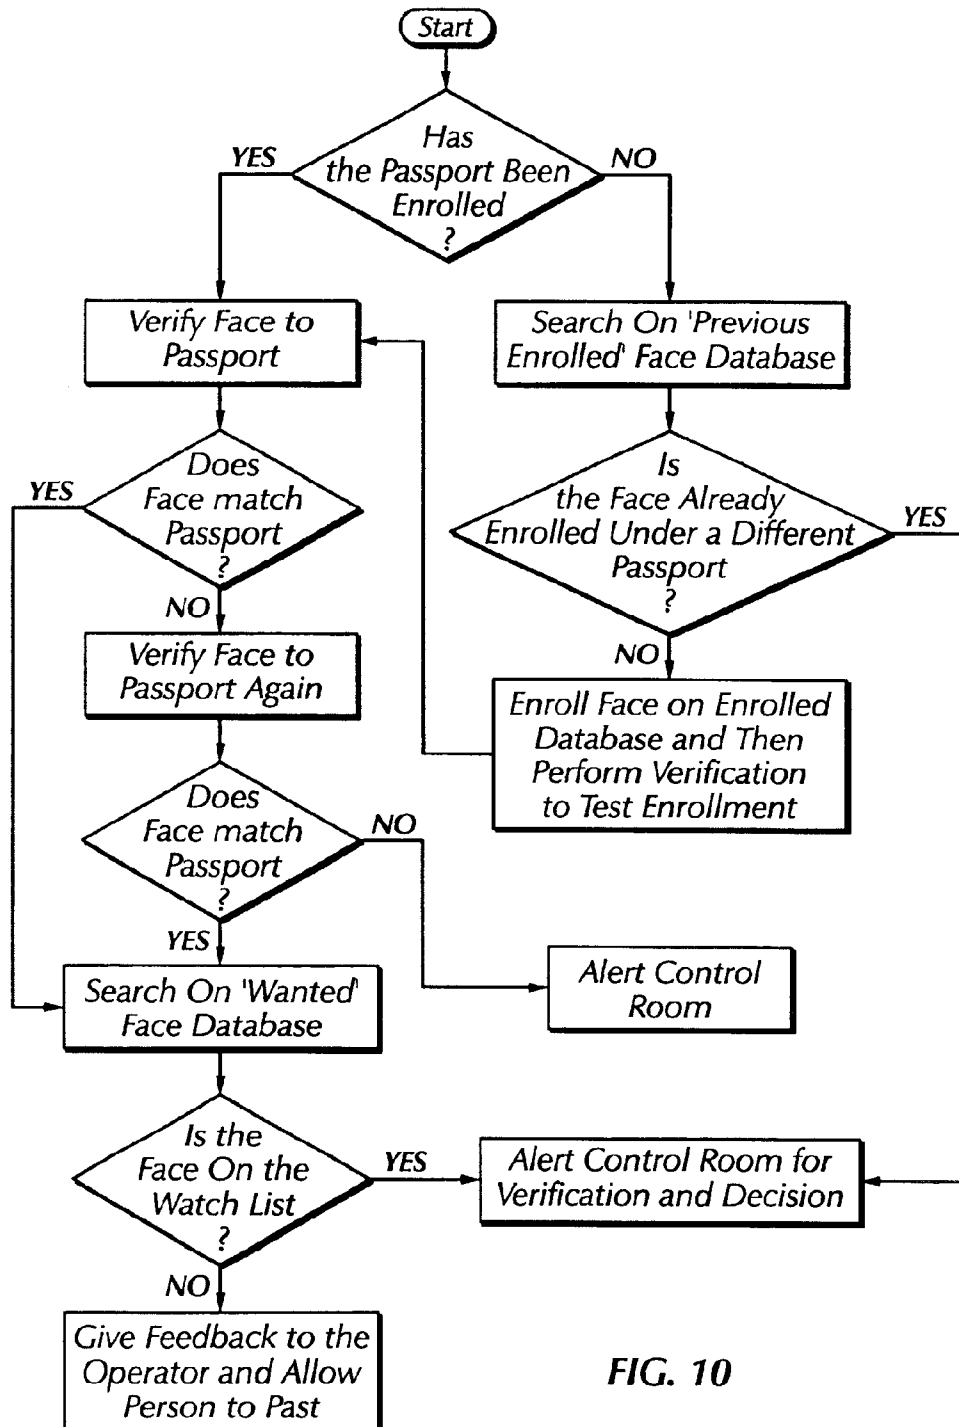 Start
Has
the Passport Been
Enrolled
?
YES
NO
Verify Face to
Passport
Search On 'Previous
Enrolled' Face Database
Does
Face match
Passport
?
YES
NO
Is
the Face Already
Enrolled Under a Different
Passport
?
YES
NO
Verify Face to
Passport Again
Enroll Face on Enrolled
Database and Then
Perform Verification
to Test Enrollment
Does
Face match
Passport
?
NO
YES
Search On 'Wanted'
Face Database
Alert Control
Room
Is the
Face On the
Watch List
?
YES
NO
Alert Control Room for
Verification and Decision
Give Feedback to the
Operator and Allow
Person to Past
FIG. 10